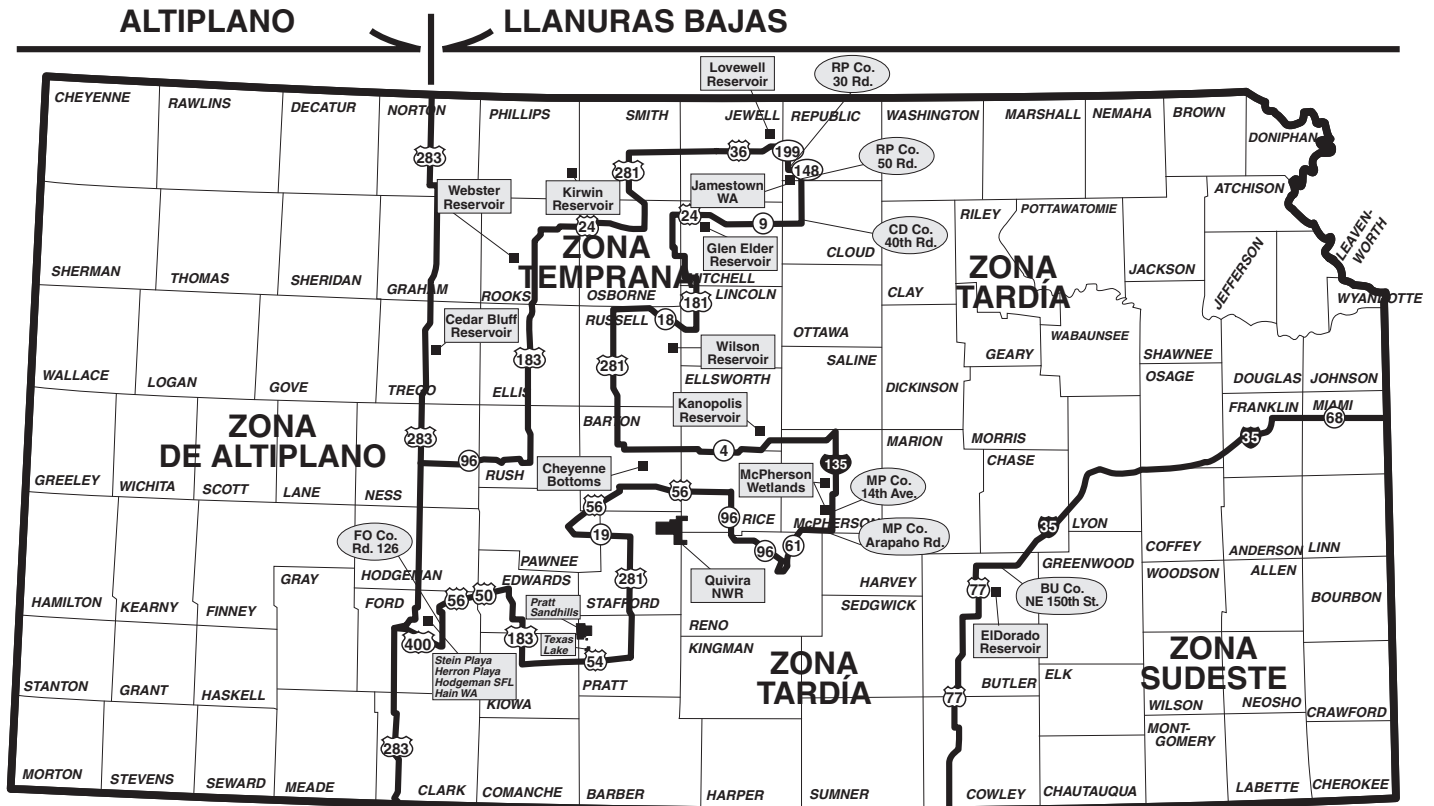 ALTIPLANO
LLANURAS BAJAS
Lovewell
Reservoir
RP Co.
30 Rd.
CHEYENNE
RAWLINS
DECATUR
NORTON
PHILLIPS
SMITH
JEWELL
REPUBLIC
WASHINGTON
MARSHALL
NEMAHA
BROWN
DONIPHAN
283
281
36
199
148
RP Co.
50 Rd.
Webster
Reservoir
Kirwin
Reservoir
Jamestown
WA
ATCHISON
24
24
9
CD Co.
40th Rd.
RILEY
POTTAWATOMIE
LEAVEN-
WORTH
ZONA
TEMPRANA
Glen Elder
Reservoir
CLOUD
ZONA
TARDÍA
JACKSON
JEFFERSON
SHERMAN
THOMAS
SHERIDAN
GRAHAM
ROOKS
OSBORNE
MITCHELL
LINCOLN
CLAY
WYANDOTTE
181
Cedar Bluff
Reservoir
RUSSELL
18
OTTAWA
WABAUNSEE
183
281
Wilson
Reservoir
SALINE
GEARY
SHAWNEE
WALLACE
LOGAN
GOVE
TREGO
ELLIS
ELLSWORTH
DICKINSON
OSAGE
DOUGLAS
JOHNSON
Kanopolis
Reservoir
FRANKLIN
MIAMI
68
ZONA
DE ALTIPLANO
283
BARTON
4
MARION
MORRIS
35
96
RUSH
Cheyenne
Bottoms
135
CHASE
GREELEY
WICHITA
SCOTT
LANE
NESS
McPherson
Wetlands
MP Co.
14th Ave.
56
56
96
RICE
McPHERSON
35
LYON
FO Co.
Rd. 126
19
96
61
MP Co.
Arapaho Rd.
COFFEY
ANDERSON
LINN
PAWNEE
GREENWOOD
WOODSON
ALLEN
GRAY
HODGEMAN
EDWARDS
281
Quivira
NWR
HARVEY
77
BU Co.
NE 150th St.
BOURBON
HAMILTON
KEARNY
FINNEY
FORD
56
50
Pratt
Sandhills
STAFFORD
SEDGWICK
400
183
Texas
Lake
RENO
KINGMAN
ElDorado
Reservoir
54
Stein Playa
Herron Playa
Hodgeman SFL
Hain WA
ZONA
TARDÍA
ZONA
SUDESTE
STANTON
GRANT
HASKELL
PRATT
BUTLER
ELK
KIOWA
77
WILSON
NEOSHO
CRAWFORD
MONT-
GOMERY
283
MORTON
STEVENS
SEWARD
MEADE
CLARK
COMANCHE
BARBER
HARPER
SUMNER
COWLEY
CHAUTAUQUA
LABETTE
CHEROKEE